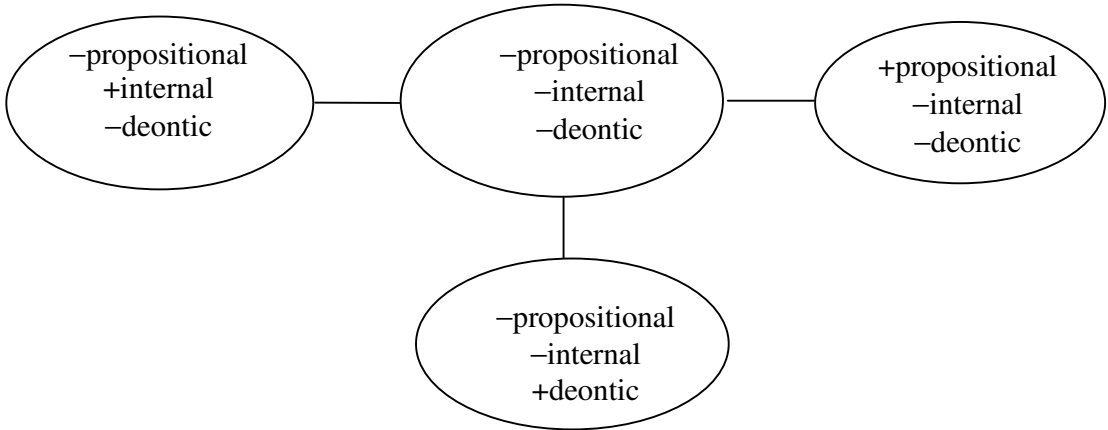 −propositional
+internal
−deontic
−propositional
−internal
−deontic
+propositional
−internal
−deontic
−propositional
−internal
+deontic